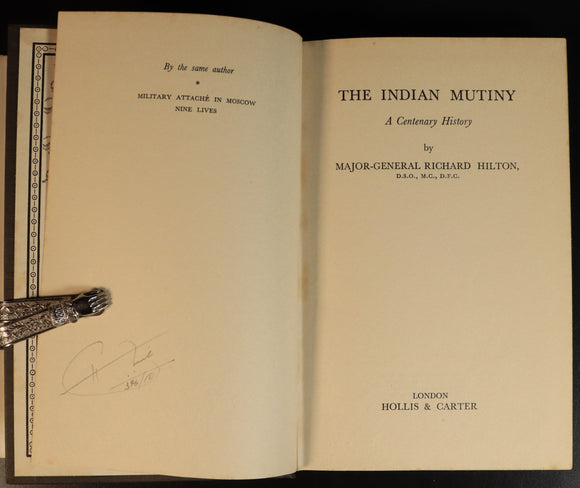 By the same author
*
MILITARY ATTACHÉ IN MOSCOW
NINE LIVES
THE INDIAN MUTINY
A Centenary History
by
MAJOR-GENERAL RICHARD HILTON,
D.S.O., M.C., D.F.C.
LONDON
HOLLIS & CARTER